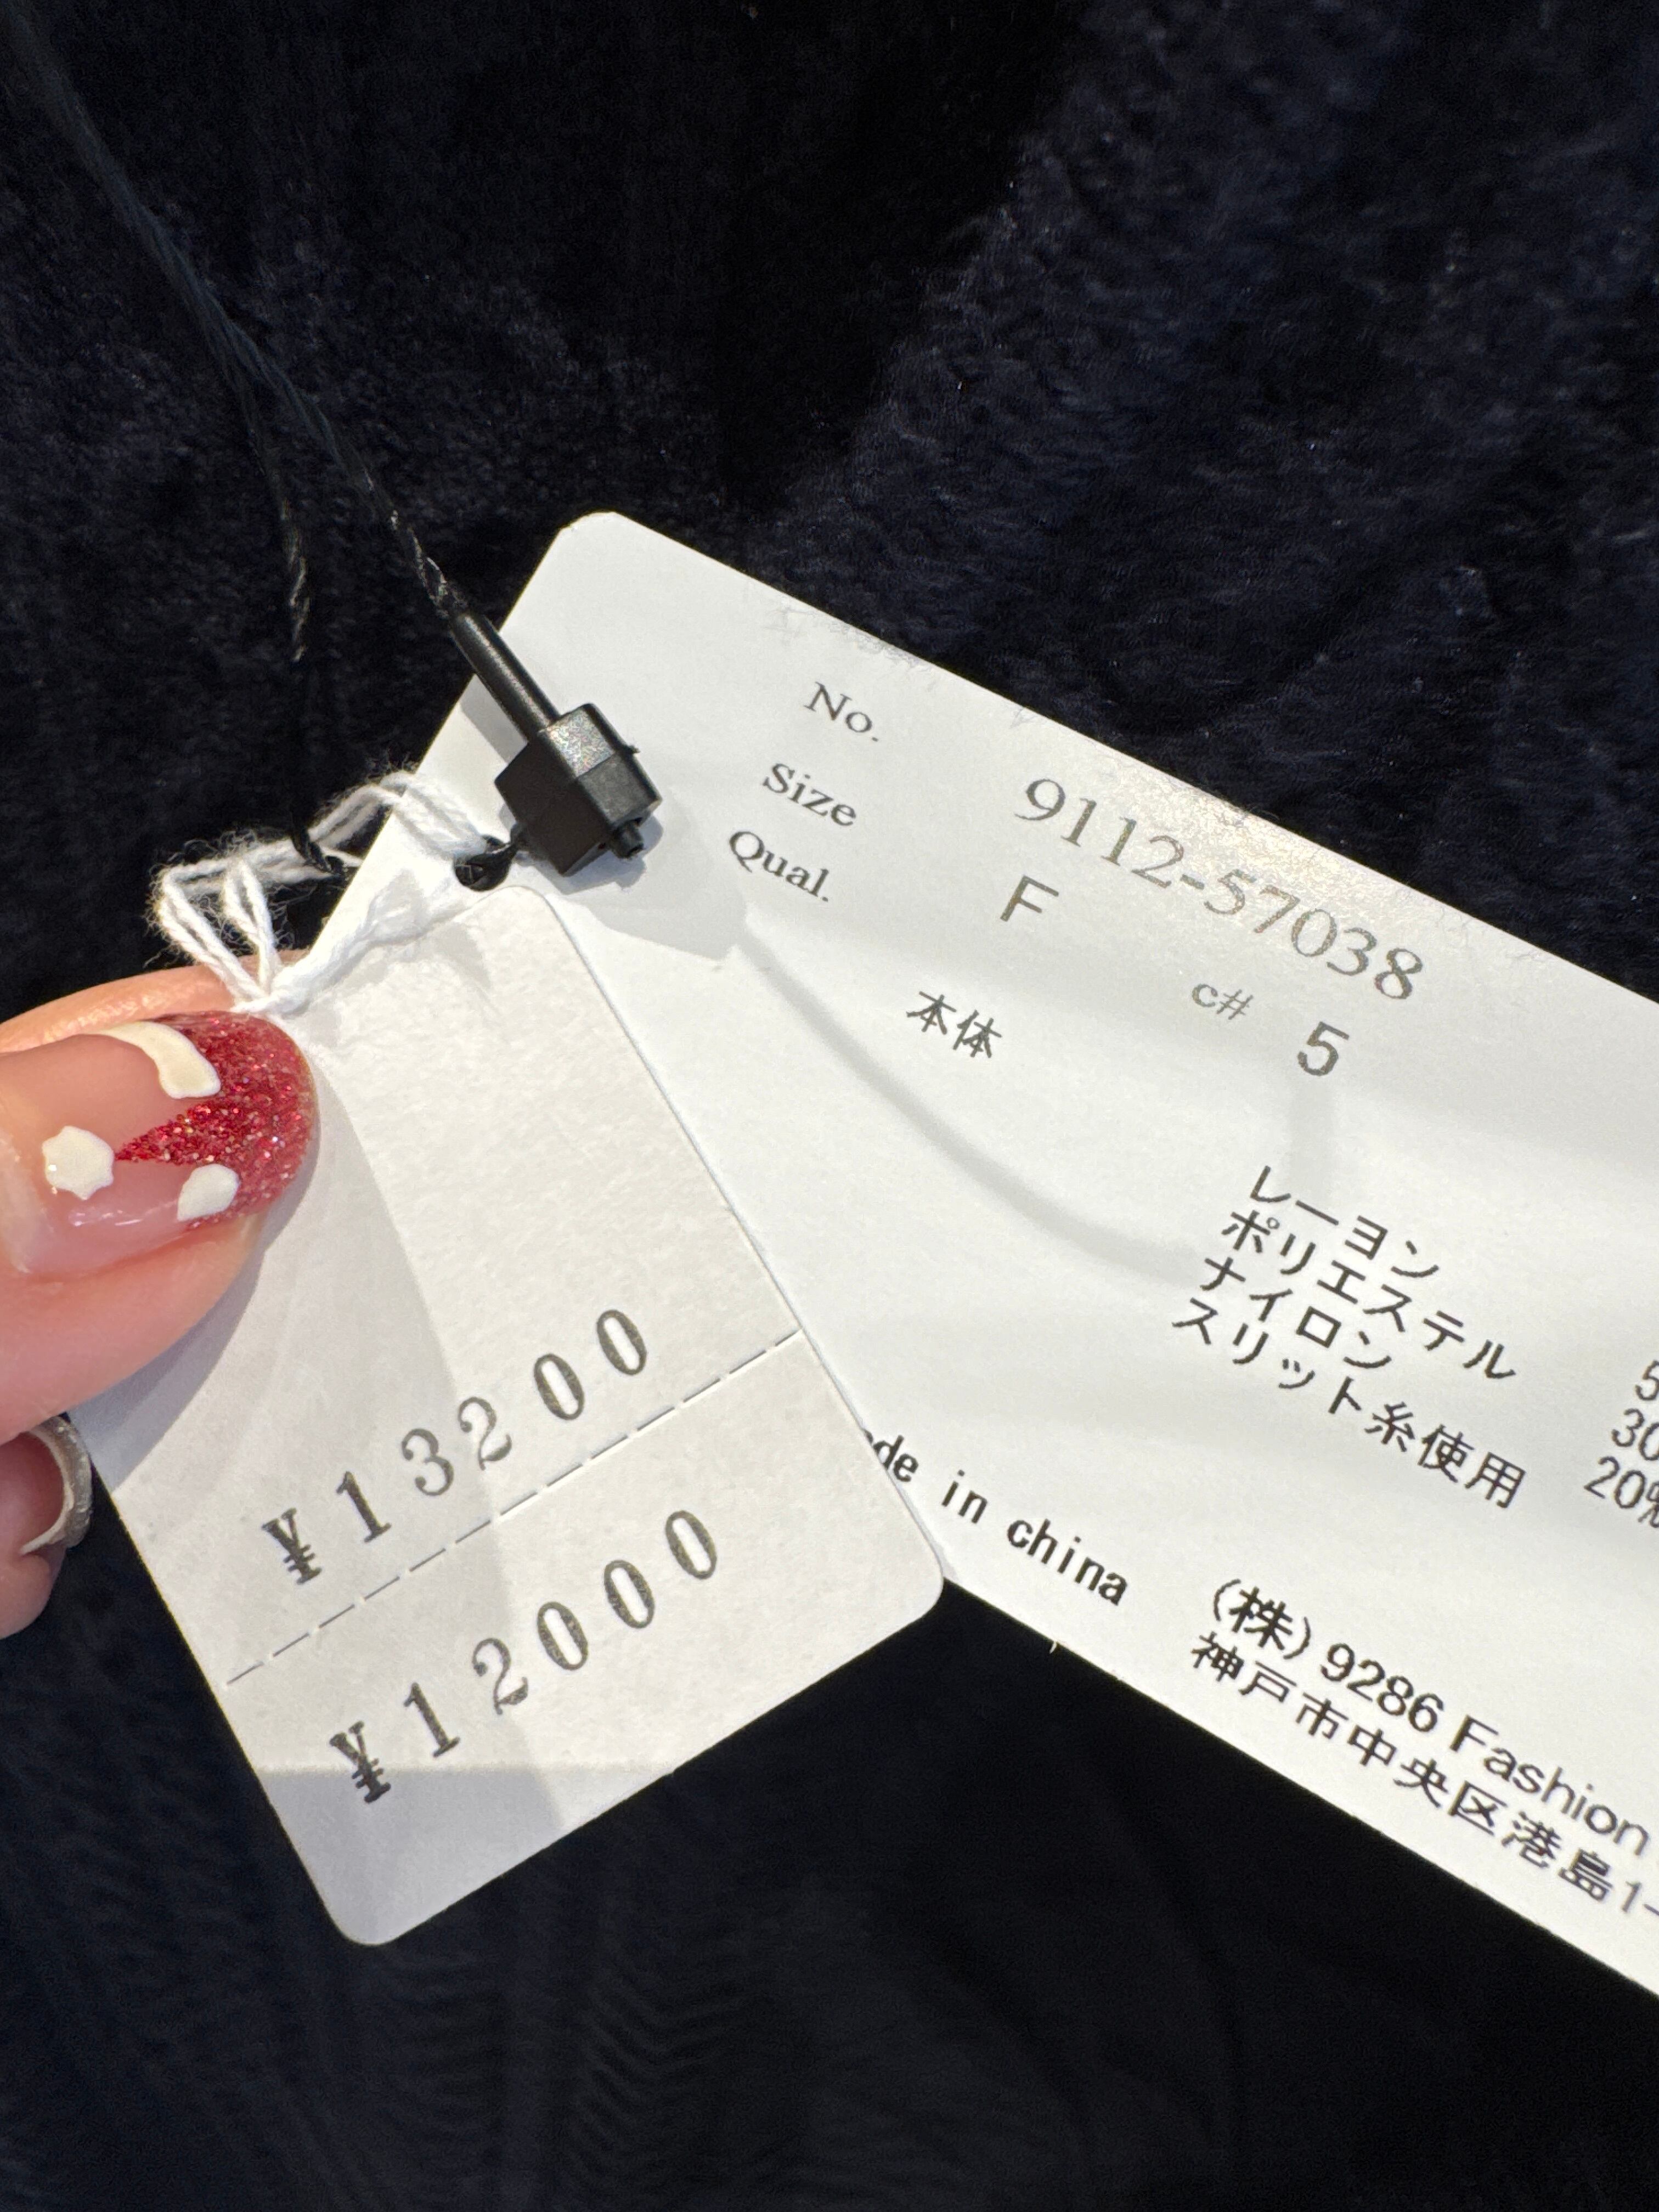 No. 9112-57038
Size F c# 5
Qual.
本体
レーヨン
ポリエステル
ナイロン 30
スリット糸使用 20%
in china
(株) 9286 Fashion
神戸市中央区港島1-
¥13200
¥12000